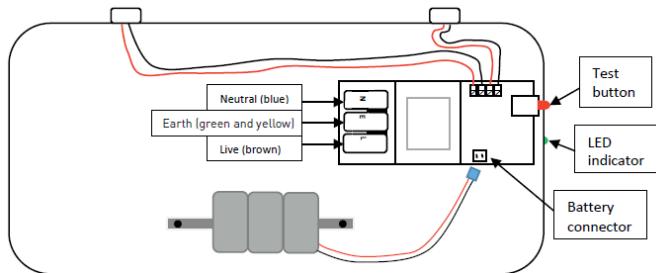 Neutral (blue)
Earth (green and yellow)
Live (brown)
N
E
L
Test
button
LED
indicator
Battery
connector